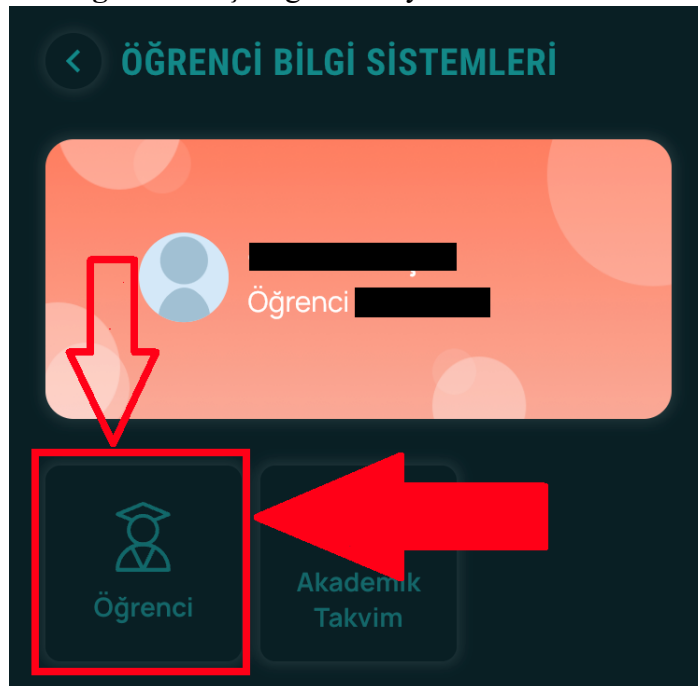 ÖĞRENCİ BİLGİ SİSTEMLERİ
Öğrenci
Öğrenci
Akademik
Takvim